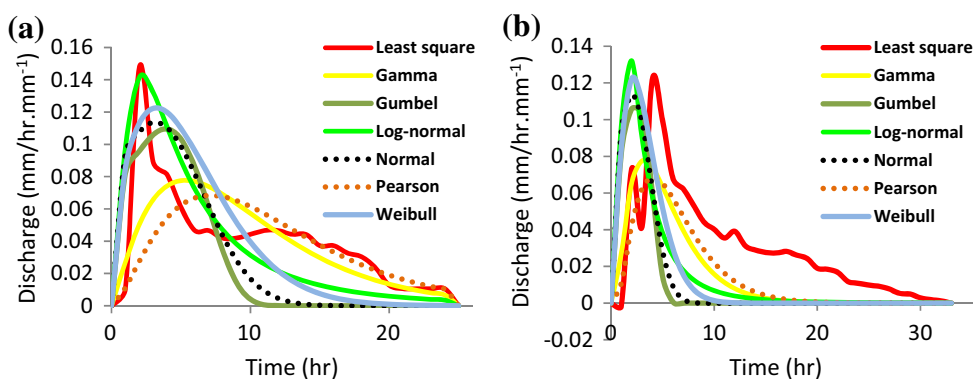 (a)
Discharge (mm/hr.mm⁻¹)
0.16
0.14
0.12
0.1
0.08
0.06
0.04
0.02
0
0 10 20
Time (hr)
Least square
Gamma
Gumbel
Log-normal
Normal
Pearson
Weibull
(b)
Discharge (mm/hr.mm⁻¹)
0.14
0.12
0.1
0.08
0.06
0.04
0.02
0
-0.02
0 10 20 30
Time (hr)
Least square
Gamma
Gumbel
Log-normal
Normal
Pearson
Weibull